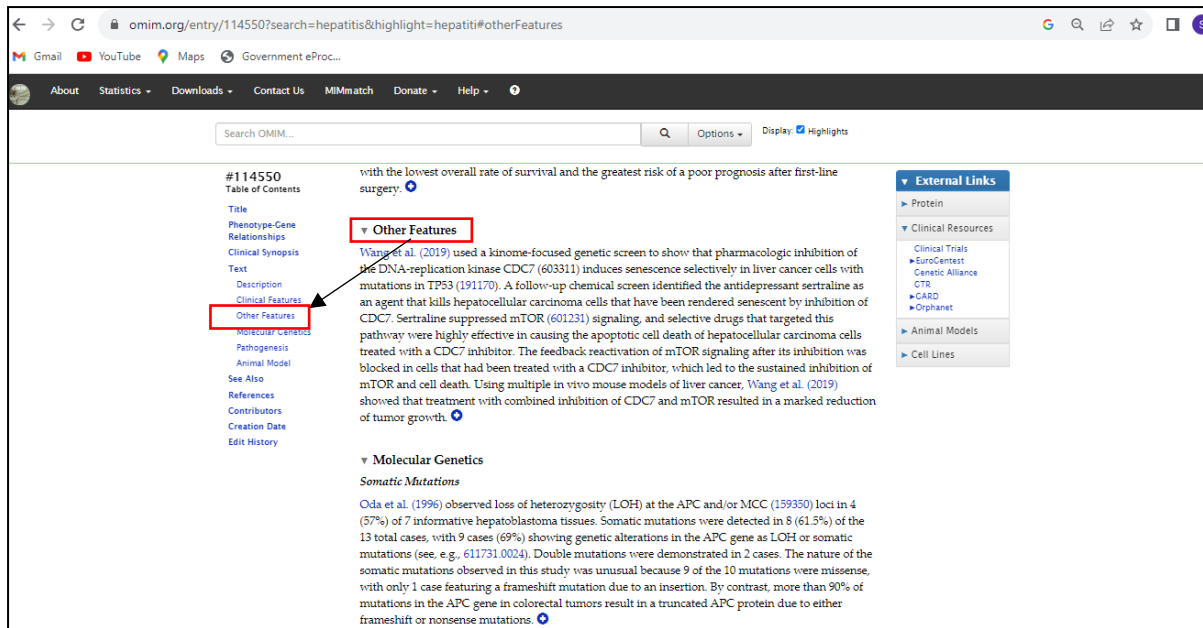 omim.org/entry/114550?search=hepatitis&highlight=hepatiti#otherFeatures
Gmail YouTube Maps Government eProc...
About Statistics Downloads Contact Us MIMmatch Donate Help ?
Search OMIM... Options Display: Highlights
#114550
Table of Contents
Title
Phenotype-Gene
Relationships
Clinical Synopsis
Text
Description
Clinical Features
Other Features
Molecular Genetics
Pathogenesis
Animal Model
See Also
References
Contributors
Creation Date
Edit History
with the lowest overall rate of survival and the greatest risk of a poor prognosis after first-line
surgery.
▼ Other Features
Wang et al. (2019) used a kinome-focused genetic screen to show that pharmacologic inhibition of
the DNA-replication kinase CDC7 (603311) induces senescence selectively in liver cancer cells with
mutations in TP53 (191170). A follow-up chemical screen identified the antidepressant sertraline as
an agent that kills hepatocellular carcinoma cells that have been rendered senescent by inhibition of
CDC7. Sertraline suppressed mTOR (601231) signaling, and selective drugs that targeted this
pathway were highly effective in causing the apoptotic cell death of hepatocellular carcinoma cells
treated with a CDC7 inhibitor. The feedback reactivation of mTOR signaling after its inhibition was
blocked in cells that had been treated with a CDC7 inhibitor, which led to the sustained inhibition of
mTOR and cell death. Using multiple in vivo mouse models of liver cancer, Wang et al. (2019)
showed that treatment with combined inhibition of CDC7 and mTOR resulted in a marked reduction
of tumor growth.
▼ Molecular Genetics
Somatic Mutations
Oda et al. (1996) observed loss of heterozygosity (LOH) at the APC and/or MCC (159350) loci in 4
(57%) of 7 informative hepatoblastoma tissues. Somatic mutations were detected in 8 (61.5%) of the
13 total cases, with 9 cases (69%) showing genetic alterations in the APC gene as LOH or somatic
mutations (see, e.g., 611731.0024). Double mutations were demonstrated in 2 cases. The nature of the
somatic mutations observed in this study was unusual because 9 of the 10 mutations were missense,
with only 1 case featuring a frameshift mutation due to an insertion. By contrast, more than 90% of
mutations in the APC gene in colorectal tumors result in a truncated APC protein due to either
frameshift or nonsense mutations.
▼ External Links
► Protein
▼ Clinical Resources
Clinical Trials
►EuroGentest
Genetic Alliance
GTR
►GARD
►Orphanet
► Animal Models
► Cell Lines